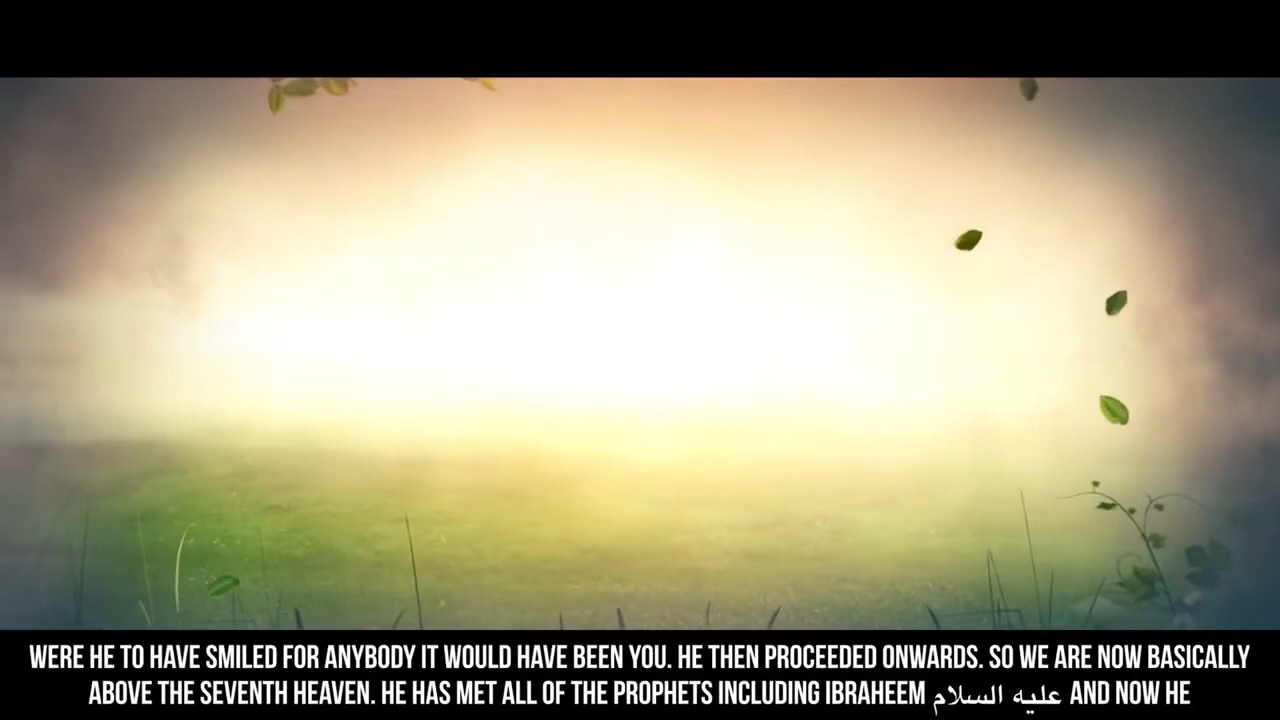 WERE HE TO HAVE SMILED FOR ANYBODY IT WOULD HAVE BEEN YOU. HE THEN PROCEEDED ONWARDS. SO WE ARE NOW BASICALLY
ABOVE THE SEVENTH HEAVEN. HE HAS MET ALL OF THE PROPHETS INCLUDING IBRAHEEM عليه السلام AND NOW HE